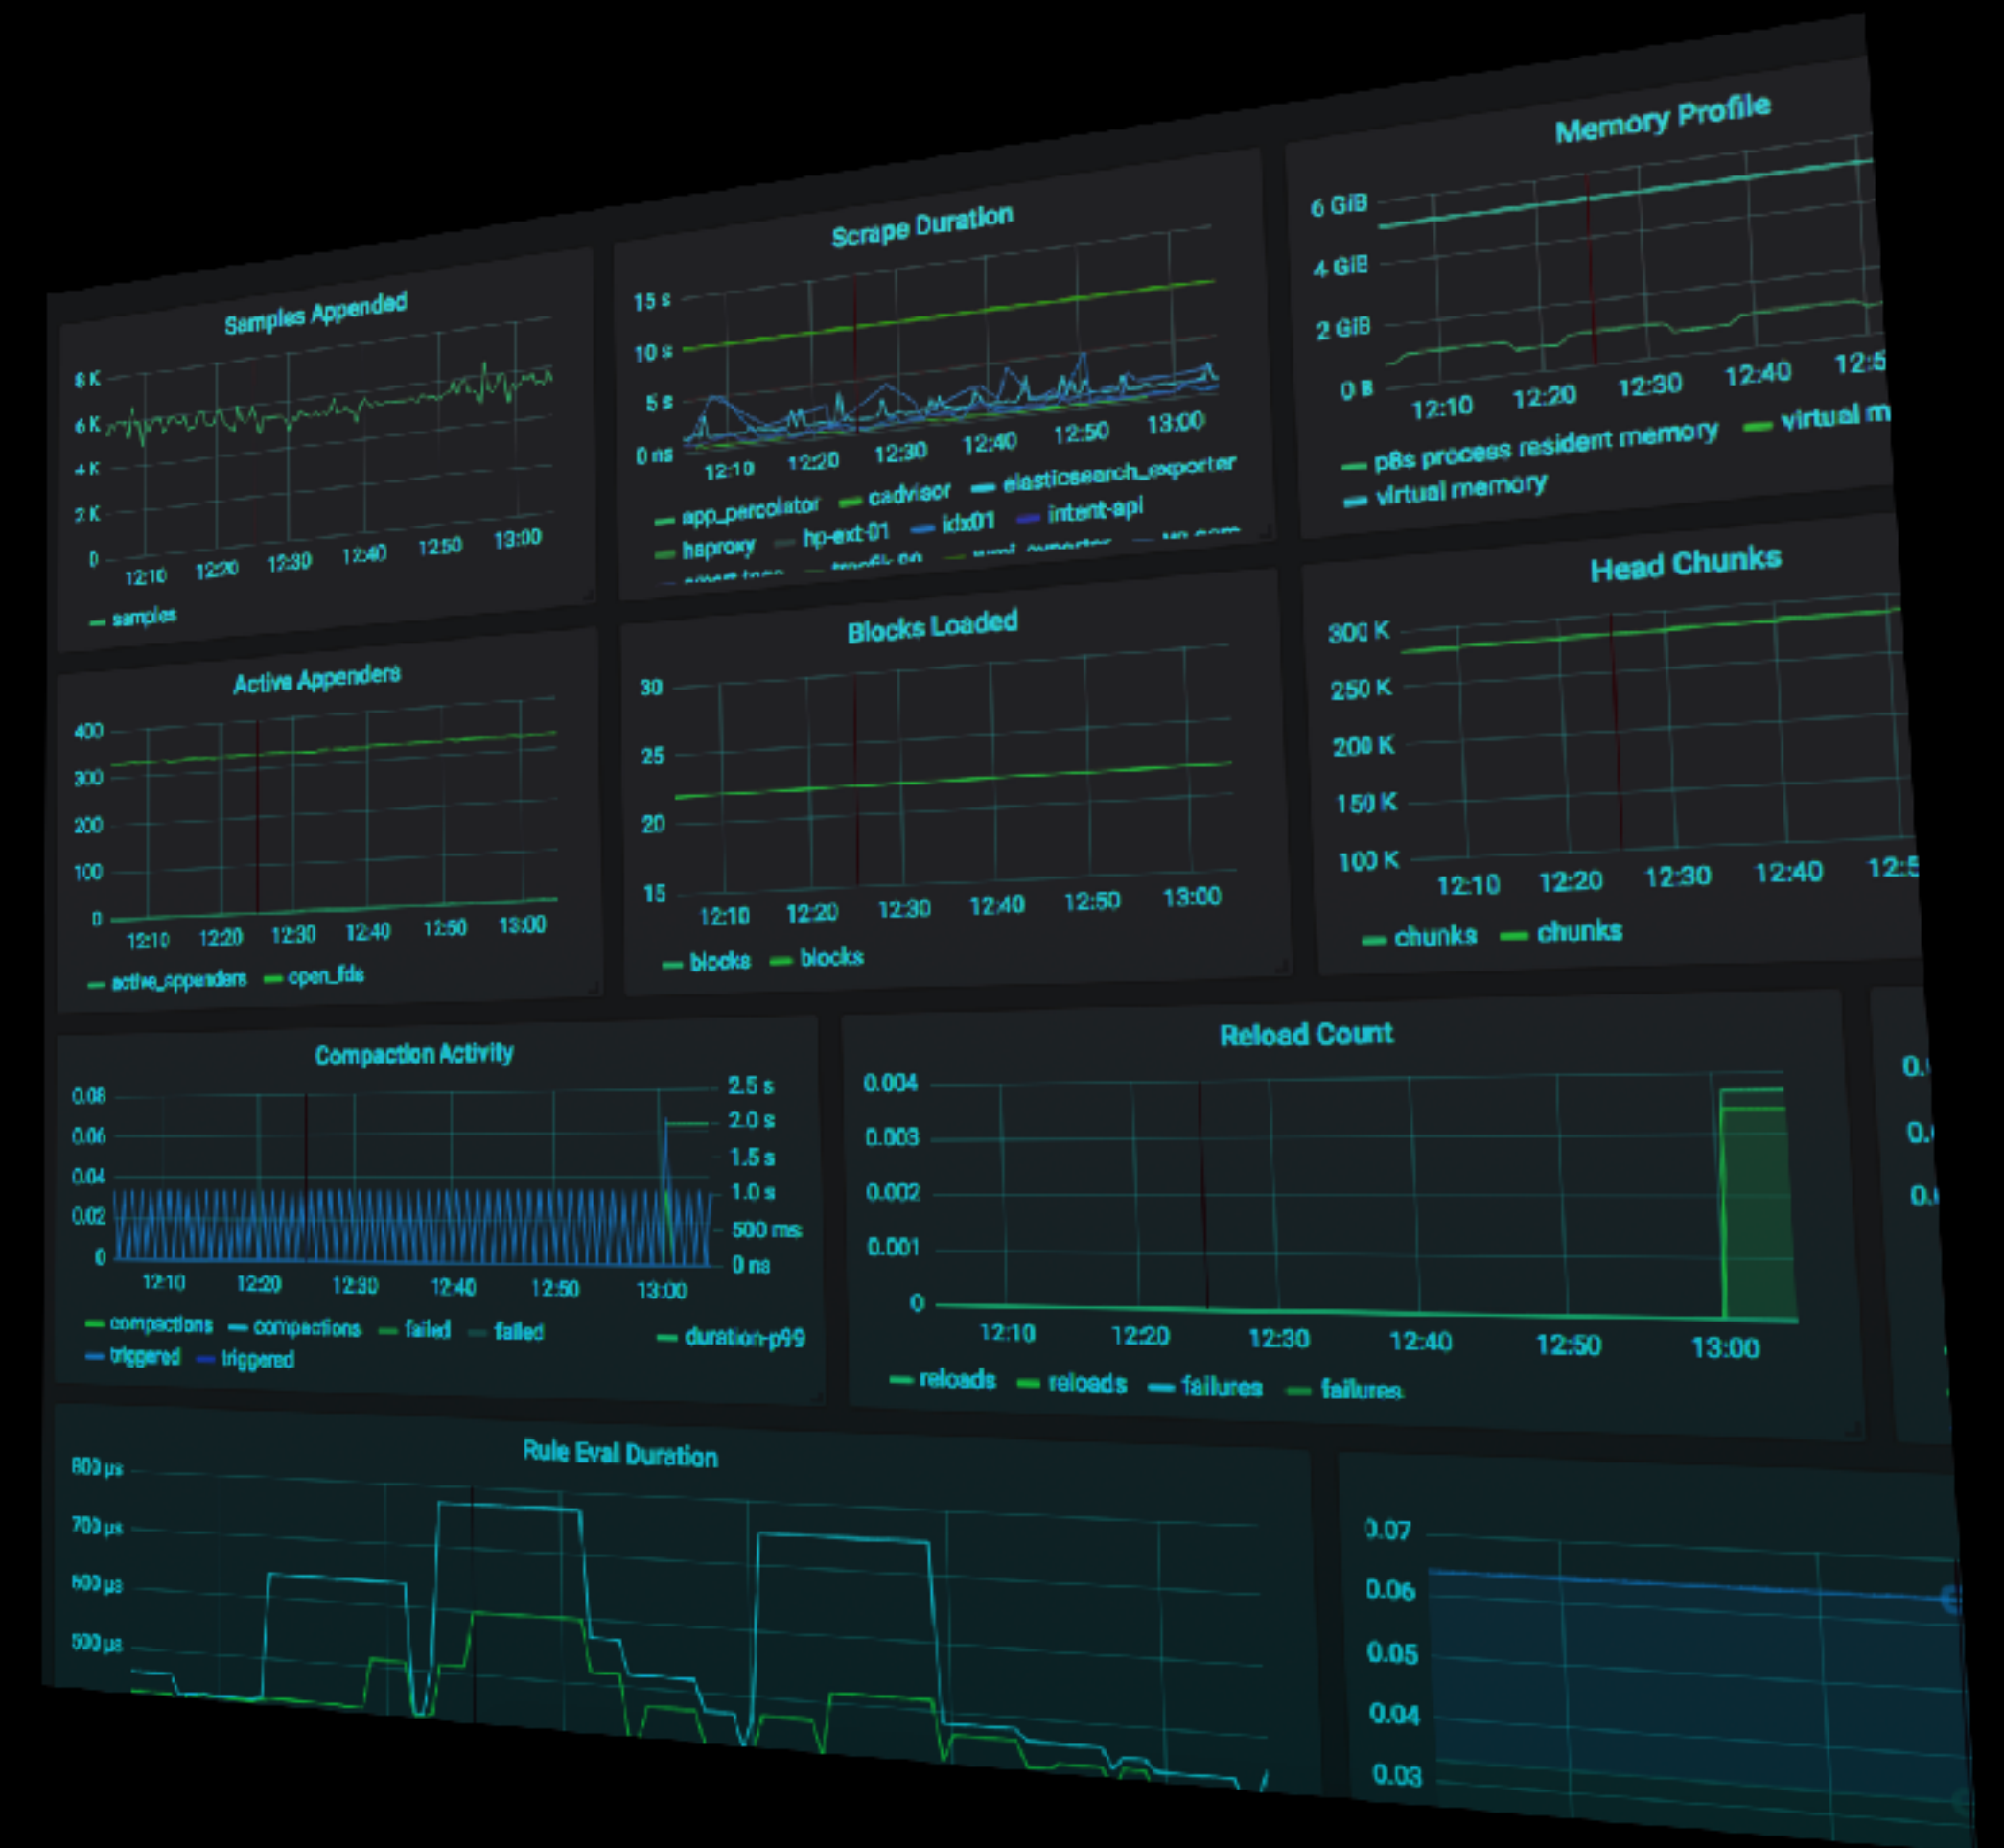 Memory Profile
6 GiB
4 GiB
2 GiB
0 B
12:10 12:20 12:30 12:40 12:5
p8s process resident memory virtual m
virtual memory
Scrape Duration
15 s
10 s
5 s
0 ns
12:10 12:20 12:30 12:40 12:50 13:00
app_percolator cadvisor elasticsearch_exporter
haproxy hp-ext-01 idx01 intent-api
Samples Appended
8 K
6 K
4 K
2 K
0
12:10 12:20 12:30 12:40 12:50 13:00
samples
Active Appenders
400
300
200
100
0
12:10 12:20 12:30 12:40 12:50 13:00
active_appenders open_fds
Blocks Loaded
30
25
20
15
12:10 12:20 12:30 12:40 12:50 13:00
blocks blocks
Head Chunks
300 K
250 K
200 K
150 K
100 K
12:10 12:20 12:30 12:40 12:5
chunks chunks
Compaction Activity
0.08
0.06
0.04
0.02
0
2.5 s
2.0 s
1.5 s
1.0 s
500 ms
0 ns
12:10 12:20 12:30 12:40 12:50 13:00
compactions compactions failed failed duration-p99
triggered triggered
Reload Count
0.004
0.003
0.002
0.001
0
12:10 12:20 12:30 12:40 12:50 13:00
reloads reloads failures failures
0.
0.
0.
Rule Eval Duration
800 µs
700 µs
600 µs
500 µs
0.07
0.06
0.05
0.04
0.03